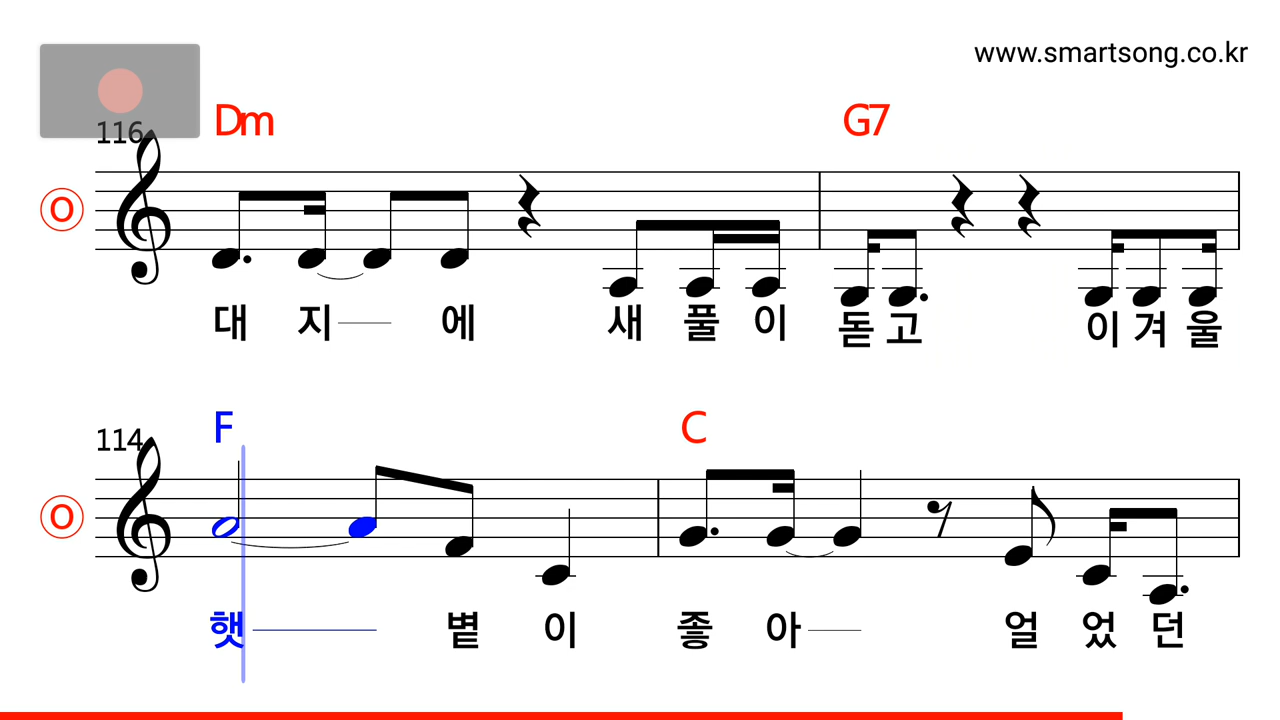 www.smartsong.co.kr
116 Dm G7
O
대 지 에 새 풀 이 돋 고 이 겨 울
114 F C
O
햇 볕 이 좋 아 얼 었 던